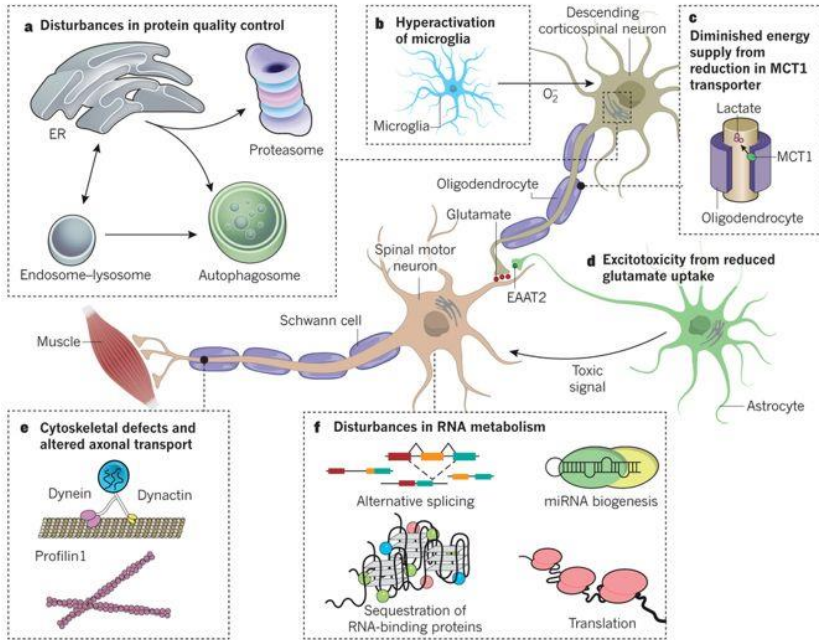 a Disturbances in protein quality control
ER
Proteasome
Endosome–lysosome
Autophagosome
b Hyperactivation
of microglia
Microglia
O₂⁻
Descending
corticospinal neuron
c
Diminished energy
supply from
reduction in MCT1
transporter
Lactate
MCT1
Oligodendrocyte
Oligodendrocyte
Glutamate
Spinal motor
neuron
EAAT2
d Excitotoxicity from reduced
glutamate uptake
Schwann cell
Muscle
Toxic
signal
Astrocyte
e Cytoskeletal defects and
altered axonal transport
Dynein
Dynactin
Profilin1
f Disturbances in RNA metabolism
Alternative splicing
miRNA biogenesis
Sequestration of
RNA-binding proteins
Translation